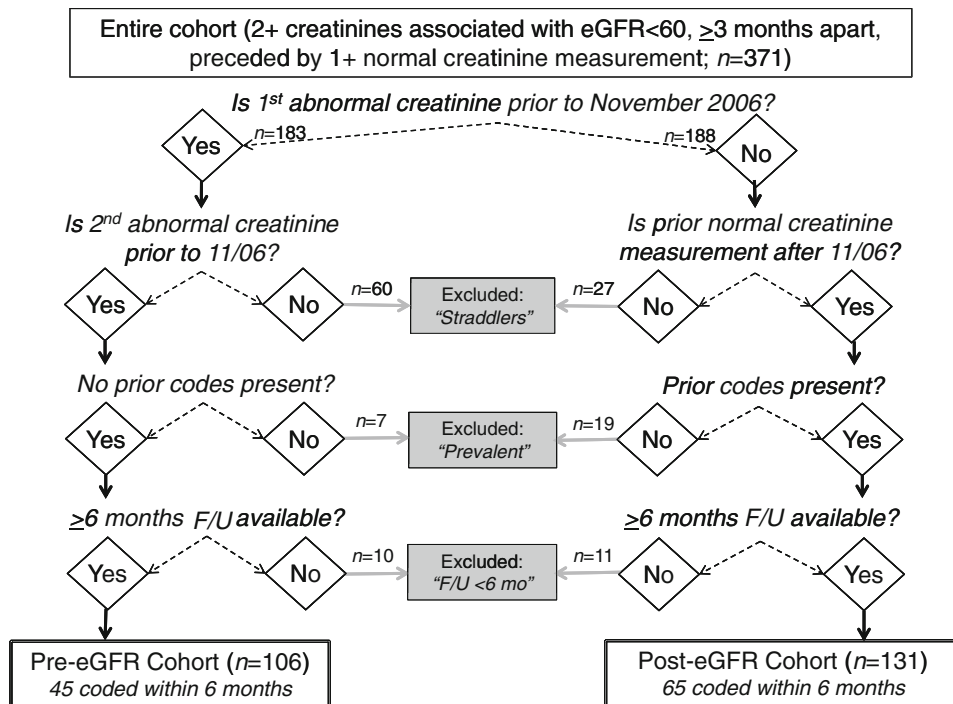 Entire cohort (2+ creatinines associated with eGFR<60, ≥3 months apart,
preceded by 1+ normal creatinine measurement; n=371)
Is 1st abnormal creatinine prior to November 2006?
n=183
n=188
Yes
No
Is 2nd abnormal creatinine
prior to 11/06?
Is prior normal creatinine
measurement after 11/06?
Yes
No
n=60
Excluded:
"Straddlers"
n=27
No
Yes
No prior codes present?
Prior codes present?
Yes
No
n=7
Excluded:
"Prevalent"
n=19
No
Yes
≥6 months F/U available?
≥6 months F/U available?
Yes
No
n=10
Excluded:
"F/U <6 mo"
n=11
No
Yes
Pre-eGFR Cohort (n=106)
45 coded within 6 months
Post-eGFR Cohort (n=131)
65 coded within 6 months